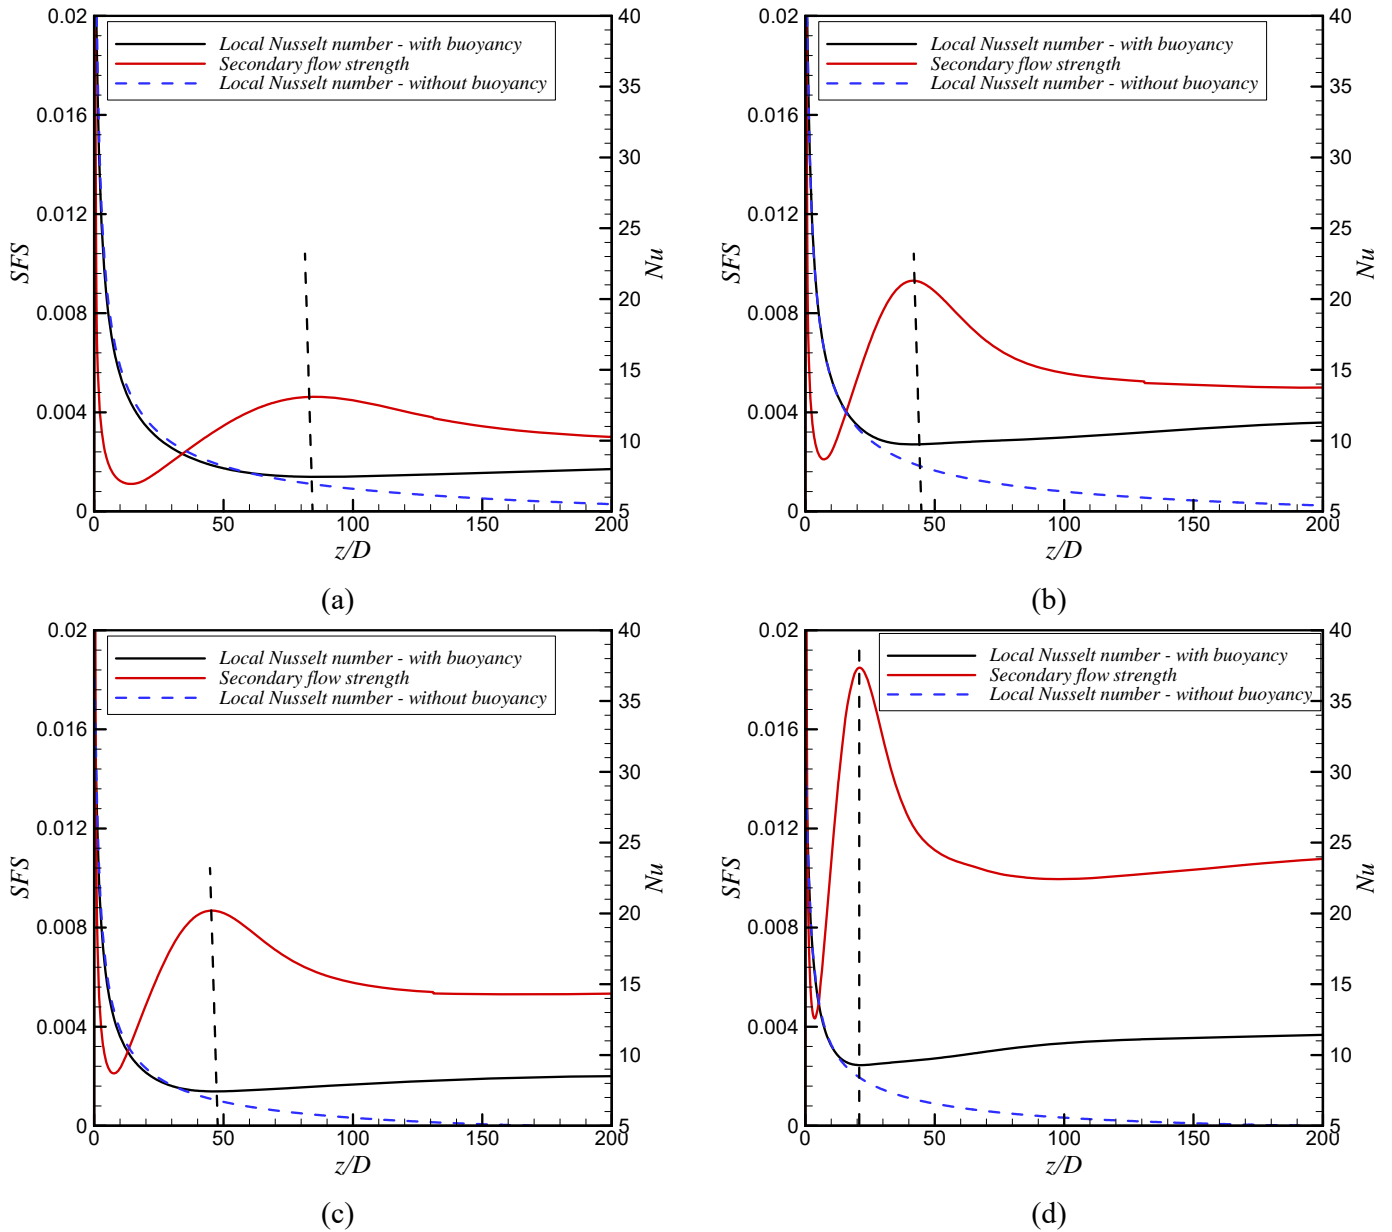 0.02
0.016
0.012
0.008
0.004
0
SFS
Local Nusselt number - with buoyancy
Secondary flow strength
Local Nusselt number - without buoyancy
40
35
30
25
20
15
10
5
Nu
0 50 100 150 200
z/D
(a)
0.02
0.016
0.012
0.008
0.004
0
SFS
Local Nusselt number - with buoyancy
Secondary flow strength
Local Nusselt number - without buoyancy
40
35
30
25
20
15
10
5
Nu
0 50 100 150 200
z/D
(b)
0.02
0.016
0.012
0.008
0.004
0
SFS
Local Nusselt number - with buoyancy
Secondary flow strength
Local Nusselt number - without buoyancy
40
35
30
25
20
15
10
5
Nu
0 50 100 150 200
z/D
(c)
0.02
0.016
0.012
0.008
0.004
0
SFS
Local Nusselt number - with buoyancy
Secondary flow strength
Local Nusselt number - without buoyancy
40
35
30
25
20
15
10
5
Nu
0 50 100 150 200
z/D
(d)